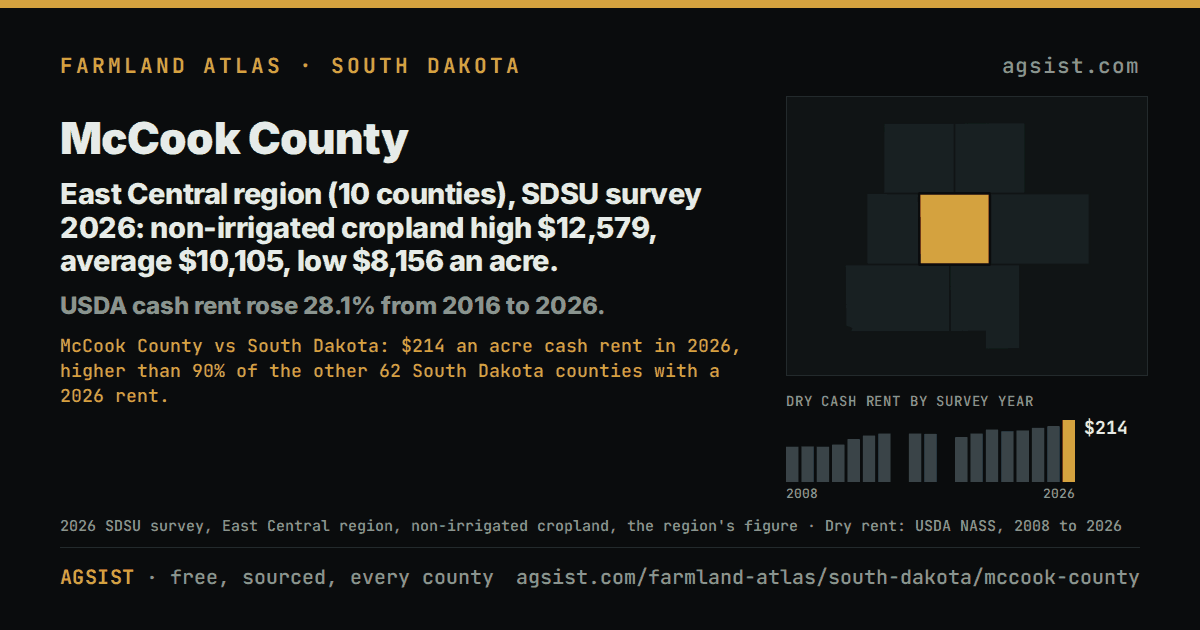 FARMLAND ATLAS · SOUTH DAKOTA
agsist.com
McCook County
East Central region (10 counties), SDSU survey
2026: non-irrigated cropland high $12,579,
average $10,105, low $8,156 an acre.
USDA cash rent rose 28.1% from 2016 to 2026.
McCook County vs South Dakota: $214 an acre cash rent in 2026,
higher than 90% of the other 62 South Dakota counties with a
2026 rent.
DRY CASH RENT BY SURVEY YEAR
$214
2008
2026
2026 SDSU survey, East Central region, non-irrigated cropland, the region's figure · Dry rent: USDA NASS, 2008 to 2026
AGSIST · free, sourced, every county
agsist.com/farmland-atlas/south-dakota/mccook-county